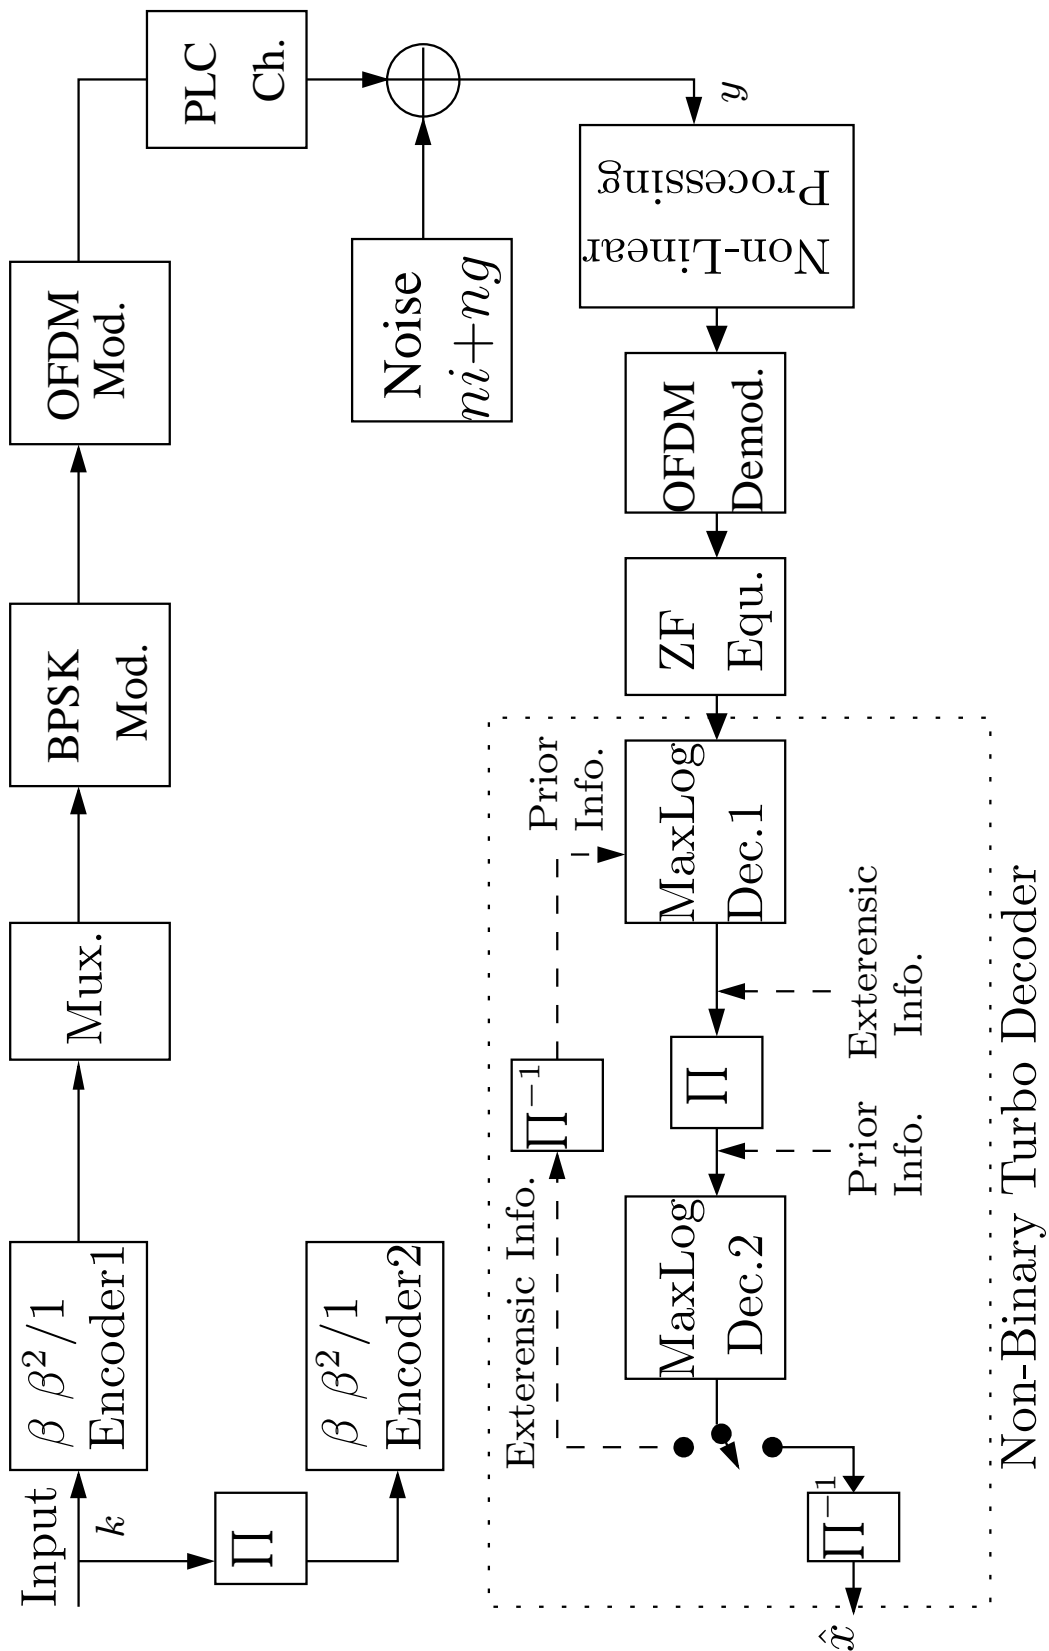 Input
k
β β²/1
Encoder1
Π
β β²/1
Encoder2
Mux.
BPSK
Mod.
OFDM
Mod.
PLC
Ch.
Noise
ni+ng
y
Non-Linear
Processing
OFDM
Demod.
ZF
Equ.
MaxLog
Dec.1
Prior
Info.
Exterensic
Info.
Π
Prior
Info.
MaxLog
Dec.2
Exterensic Info.
Π⁻¹
Π⁻¹
x̂
Non-Binary Turbo Decoder